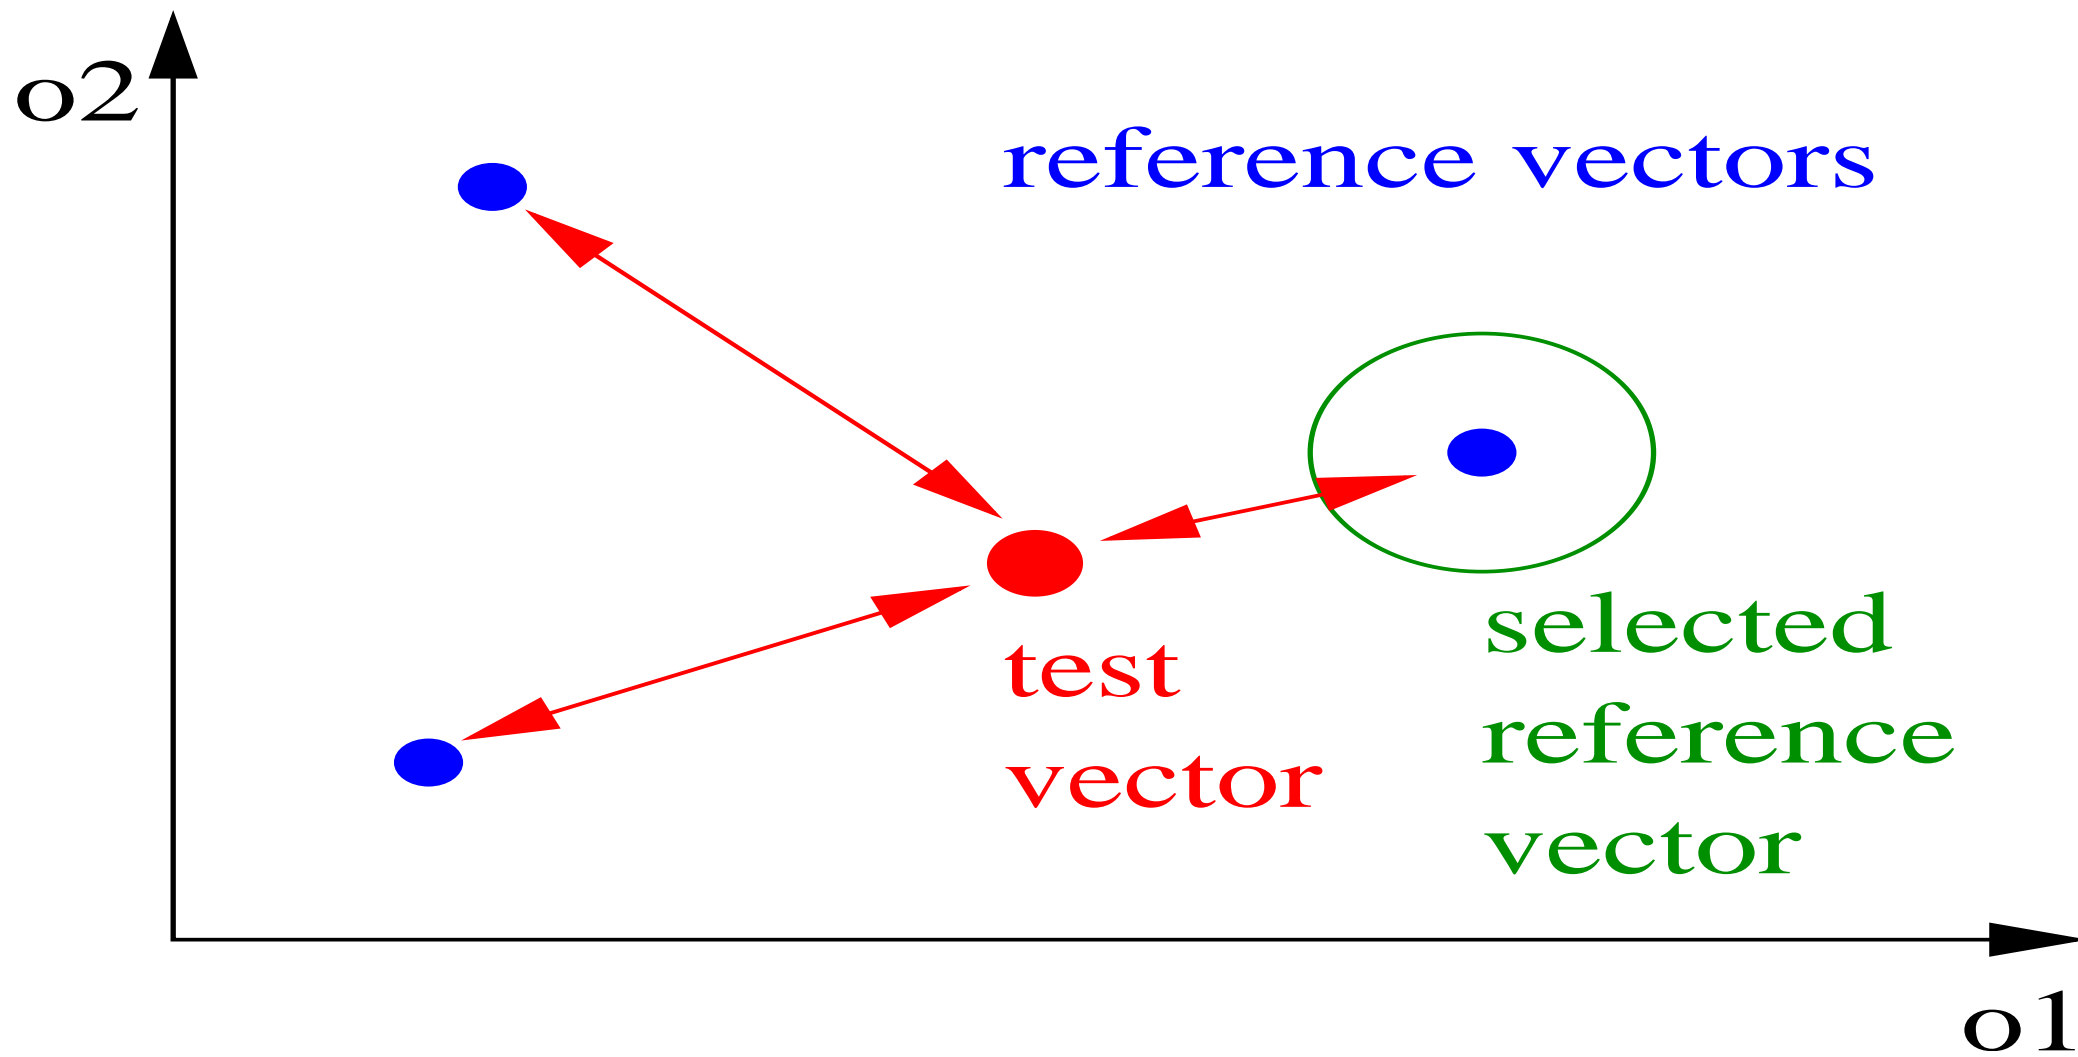 o2
reference vectors
test
vector
selected
reference
vector
o1